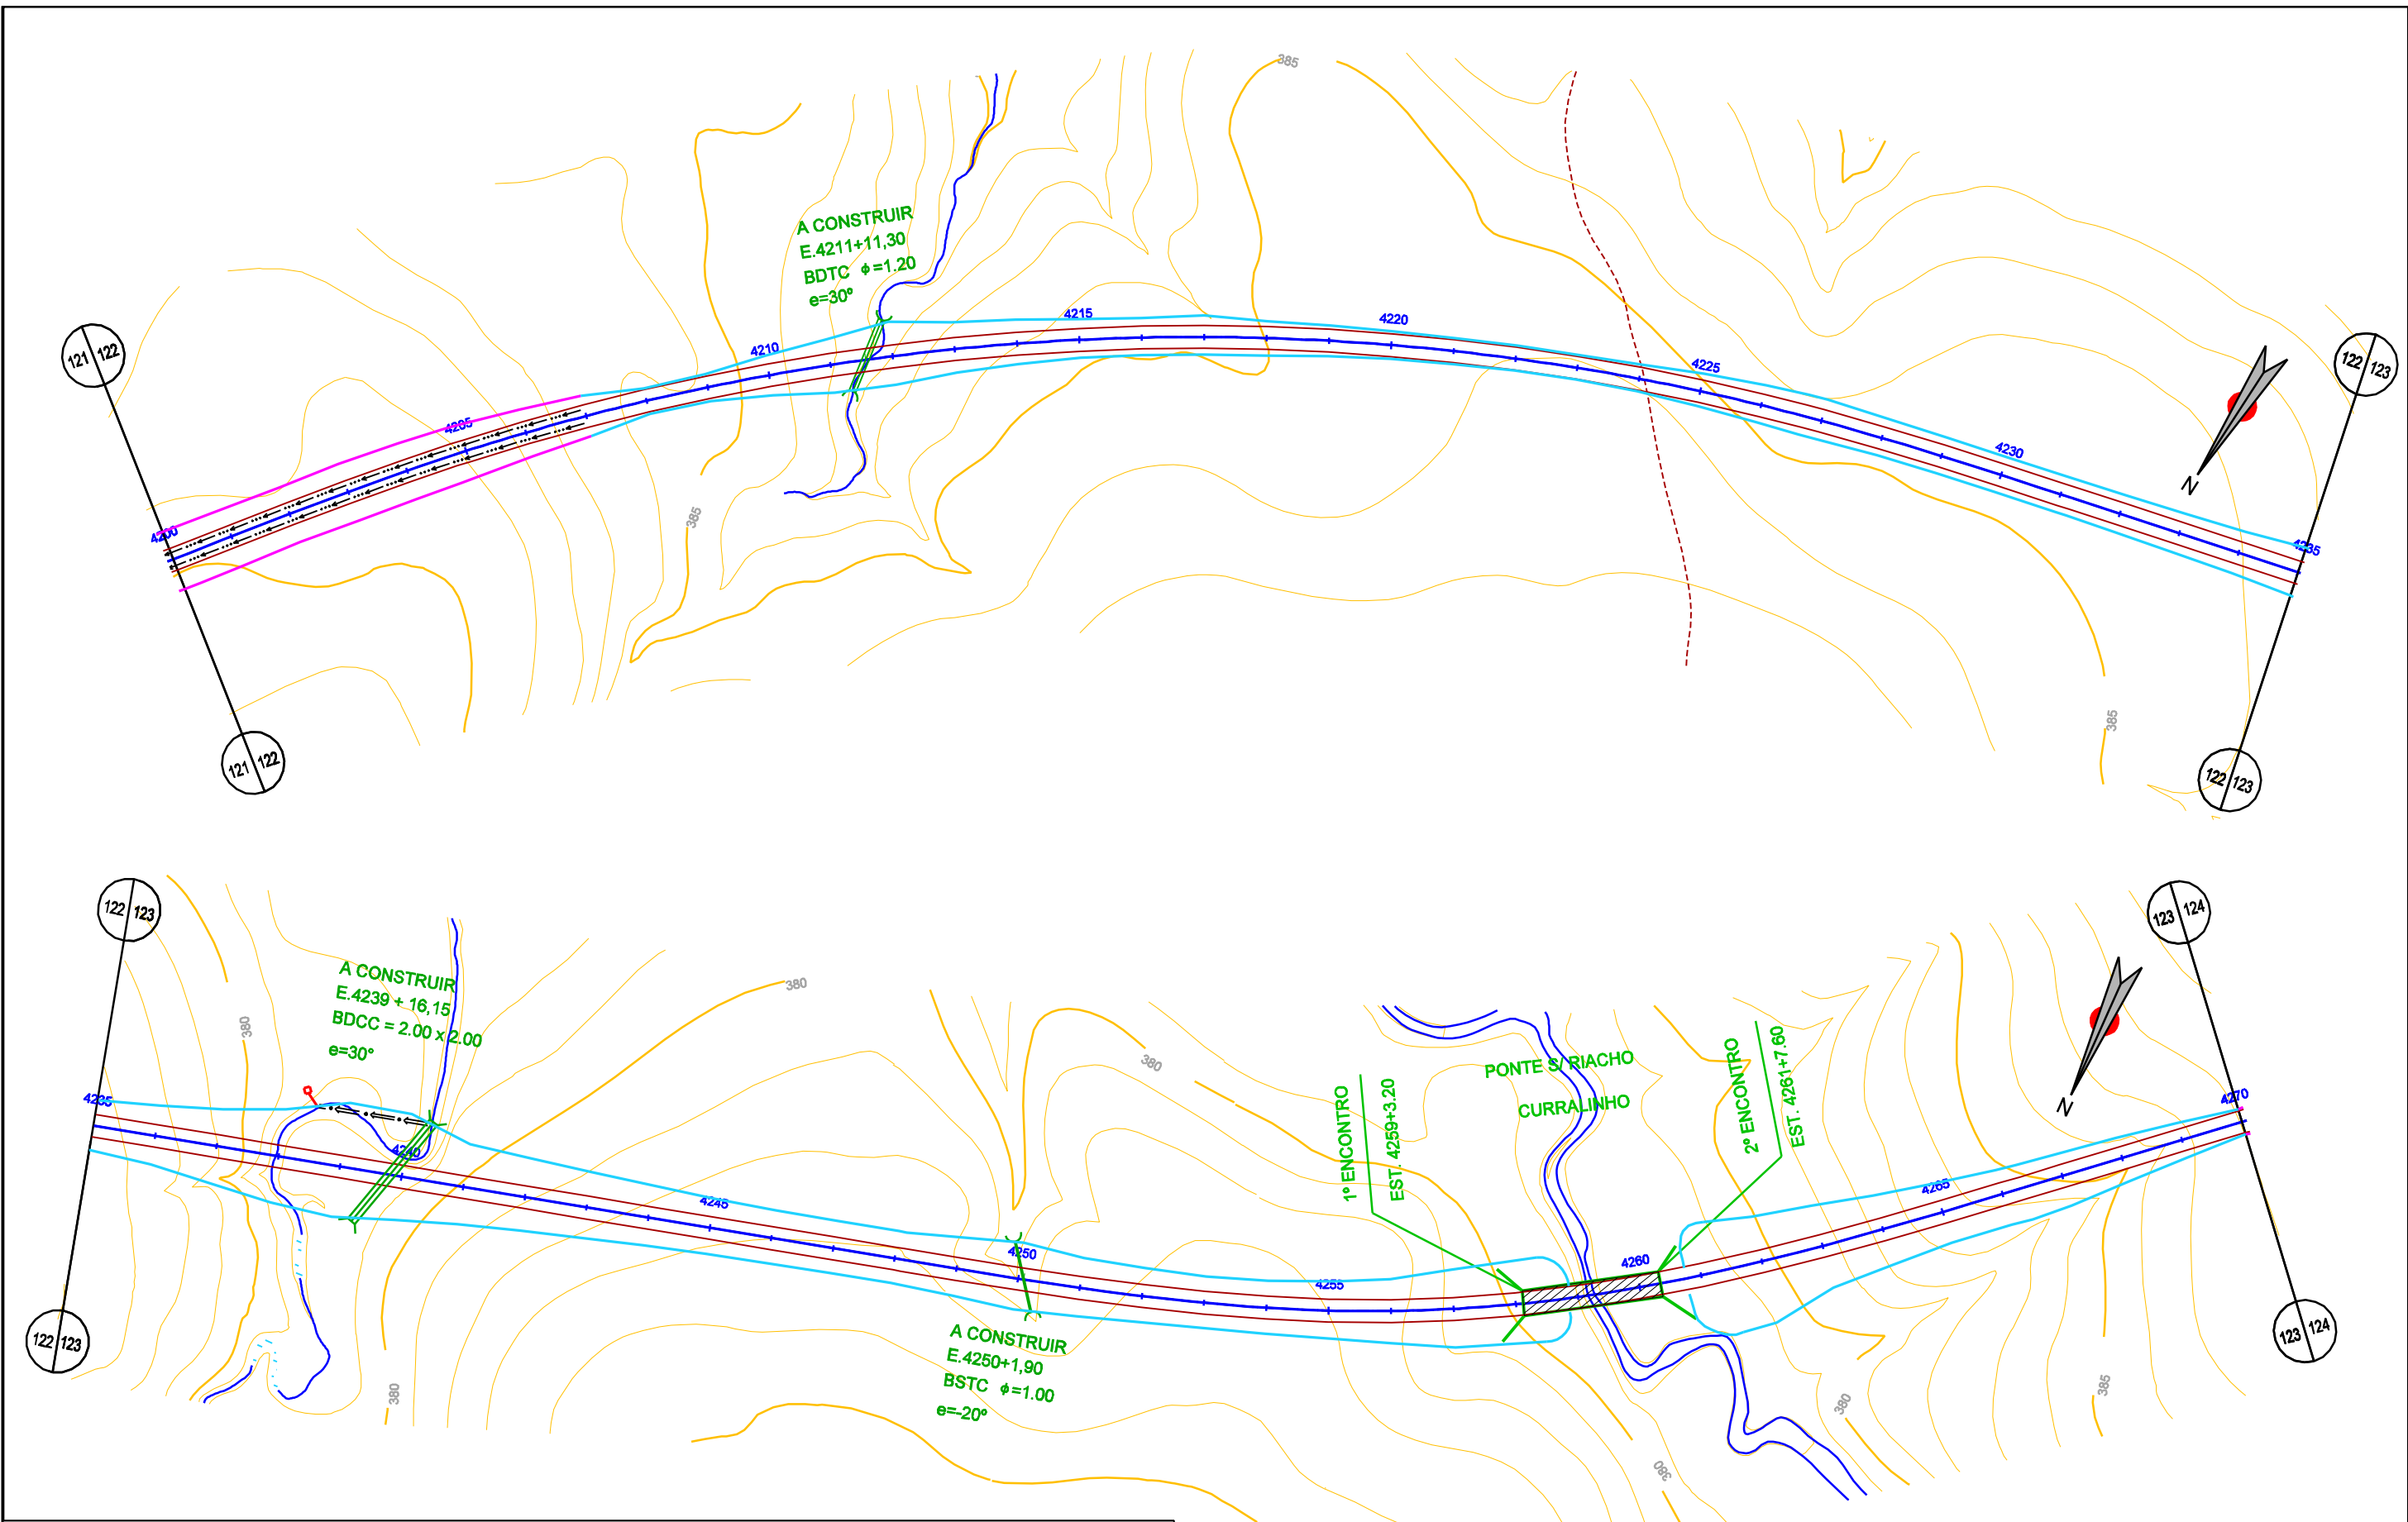 385
A CONSTRUIR
E.4211+11,30
BDTC ϕ=1.20
e=30º
121 122
122 123
4200
4205
4210
4215
4220
4225
4230
4235
N
385
385
121 122
122 123
122 123
123 124
A CONSTRUIR
E.4239 + 16,15
BDCC = 2.00 x 2.00
e=30°
380
380
380
PONTE S/ RIACHO
CURRALINHO
1º ENCONTRO
EST. 4259+3.20
2º ENCONTRO
EST. 4261+7.60
N
4235
4240
4245
4250
4255
4260
4265
4270
A CONSTRUIR
E.4250+1,90
BSTC ϕ=1.00
e=-20º
122 123
123 124
380
380
380
385